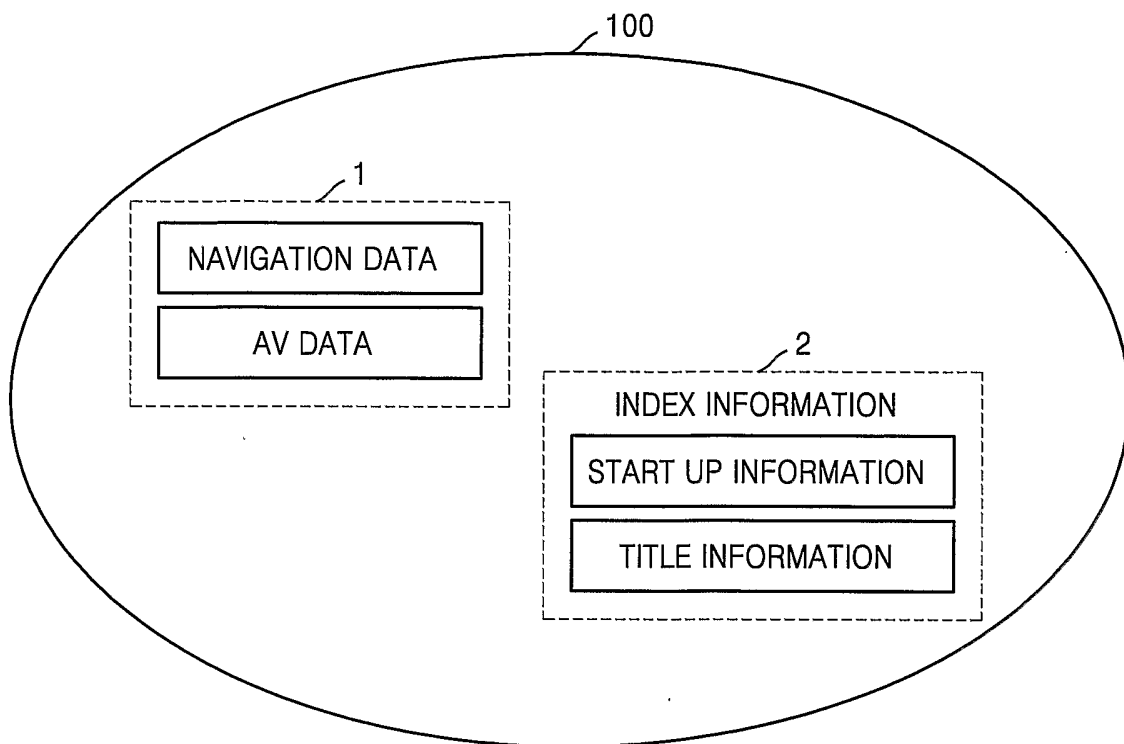 100
1
NAVIGATION DATA
AV DATA
2
INDEX INFORMATION
START UP INFORMATION
TITLE INFORMATION